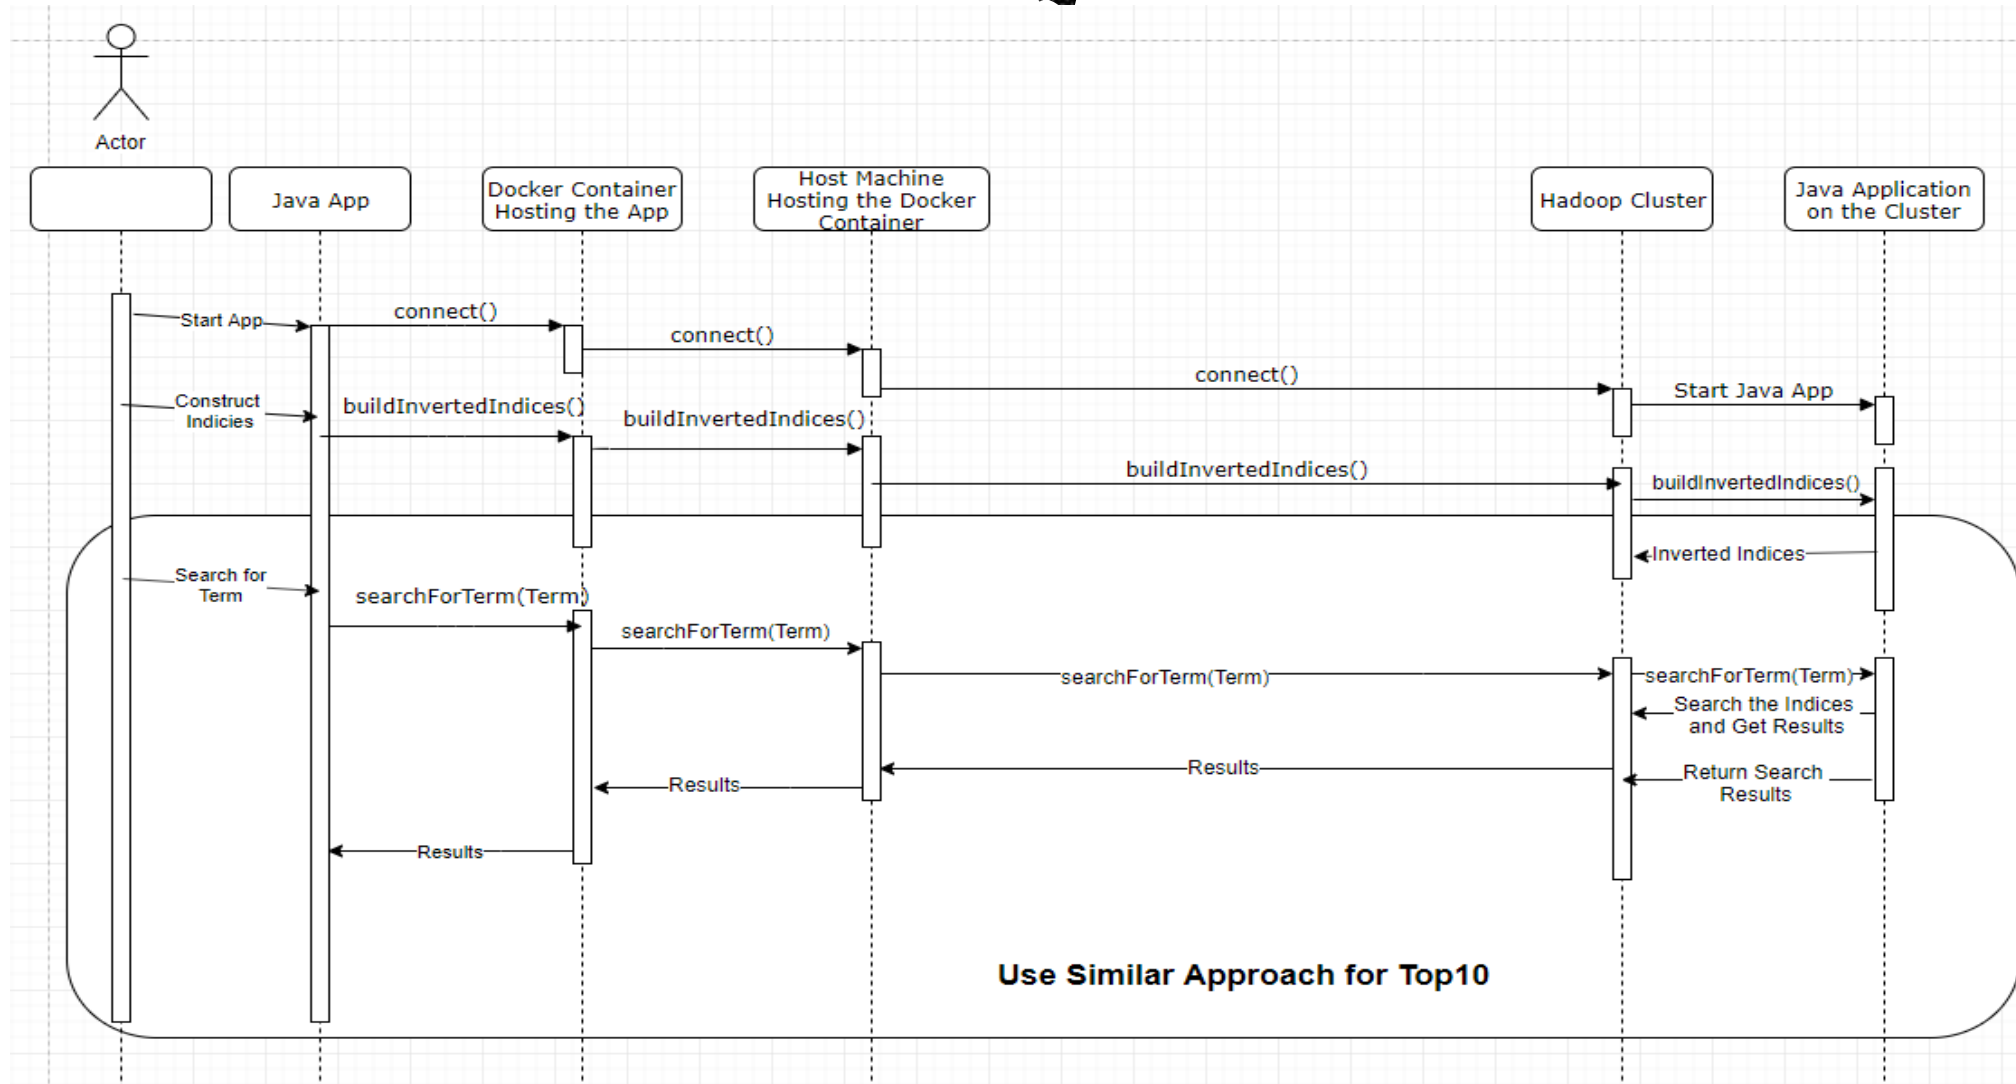 Actor
Java App
Docker Container
Hosting the App
Host Machine
Hosting the Docker
Container
Hadoop Cluster
Java Application
on the Cluster
Start App
connect()
connect()
connect()
Start Java App
Construct
Indicies
buildInvertedIndices()
buildInvertedIndices()
buildInvertedIndices()
buildInvertedIndices()
Inverted Indices
Search for
Term
searchForTerm(Term)
searchForTerm(Term)
searchForTerm(Term)
searchForTerm(Term)
Search the Indices
and Get Results
Results
Results
Return Search
Results
Results
Use Similar Approach for Top10